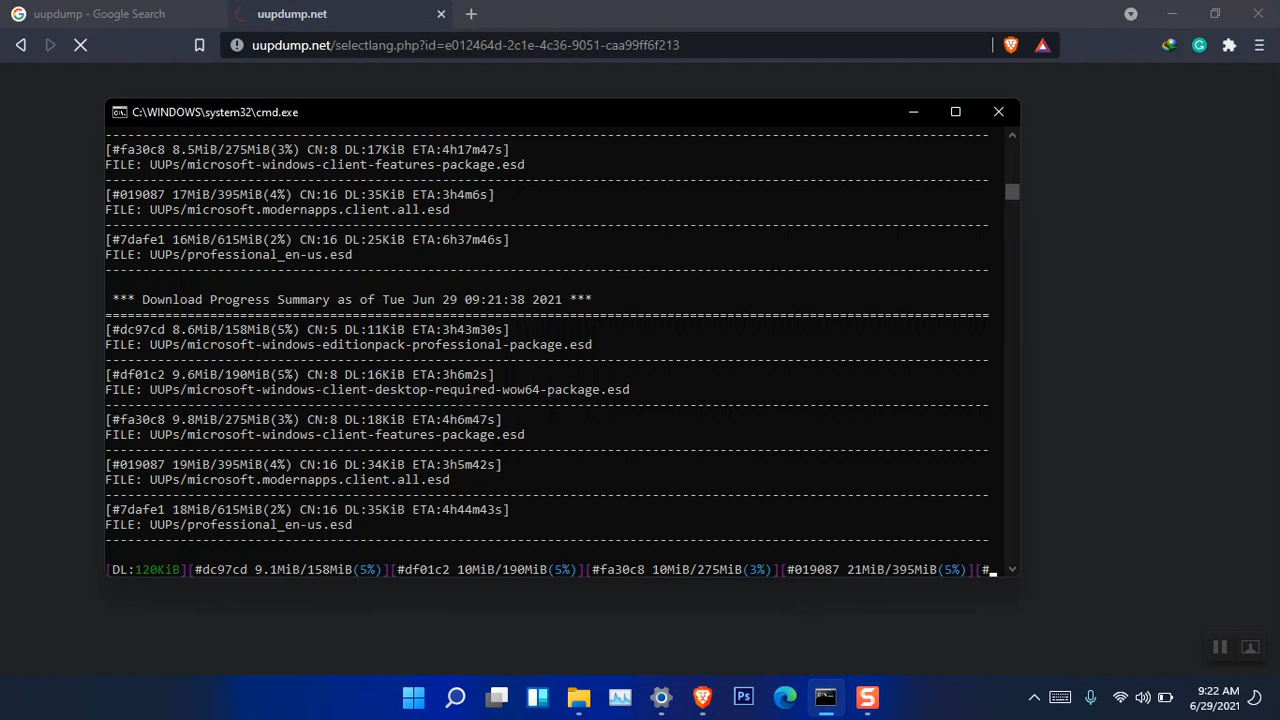 uupdump - Google Search
uupdump.net
uupdump.net/selectlang.php?id=e012464d-2c1e-4c36-9051-caa99ff6f213
C:\WINDOWS\system32\cmd.exe
--------------------------------------------------------------------------------
[#fa30c8 8.5MiB/275MiB(3%) CN:8 DL:17KiB ETA:4h17m47s]
FILE: UUPs/microsoft-windows-client-features-package.esd
--------------------------------------------------------------------------------
[#019087 17MiB/395MiB(4%) CN:16 DL:35KiB ETA:3h4m6s]
FILE: UUPs/microsoft.modernapps.client.all.esd
--------------------------------------------------------------------------------
[#7dafe1 16MiB/615MiB(2%) CN:16 DL:25KiB ETA:6h37m46s]
FILE: UUPs/professional_en-us.esd
--------------------------------------------------------------------------------
*** Download Progress Summary as of Tue Jun 29 09:21:38 2021 ***
================================================================================
[#dc97cd 8.6MiB/158MiB(5%) CN:5 DL:11KiB ETA:3h43m30s]
FILE: UUPs/microsoft-windows-editionpack-professional-package.esd
--------------------------------------------------------------------------------
[#df01c2 9.6MiB/190MiB(5%) CN:8 DL:16KiB ETA:3h6m2s]
FILE: UUPs/microsoft-windows-client-desktop-required-wow64-package.esd
--------------------------------------------------------------------------------
[#fa30c8 9.8MiB/275MiB(3%) CN:8 DL:18KiB ETA:4h6m47s]
FILE: UUPs/microsoft-windows-client-features-package.esd
--------------------------------------------------------------------------------
[#019087 19MiB/395MiB(4%) CN:16 DL:34KiB ETA:3h5m42s]
FILE: UUPs/microsoft.modernapps.client.all.esd
--------------------------------------------------------------------------------
[#7dafe1 18MiB/615MiB(2%) CN:16 DL:35KiB ETA:4h44m43s]
FILE: UUPs/professional_en-us.esd
--------------------------------------------------------------------------------
[DL:120KiB][#dc97cd 9.1MiB/158MiB(5%)][#df01c2 10MiB/190MiB(5%)][#fa30c8 10MiB/275MiB(3%)][#019087 21MiB/395MiB(5%)][#
Ps
S
9:22 AM
6/29/2021